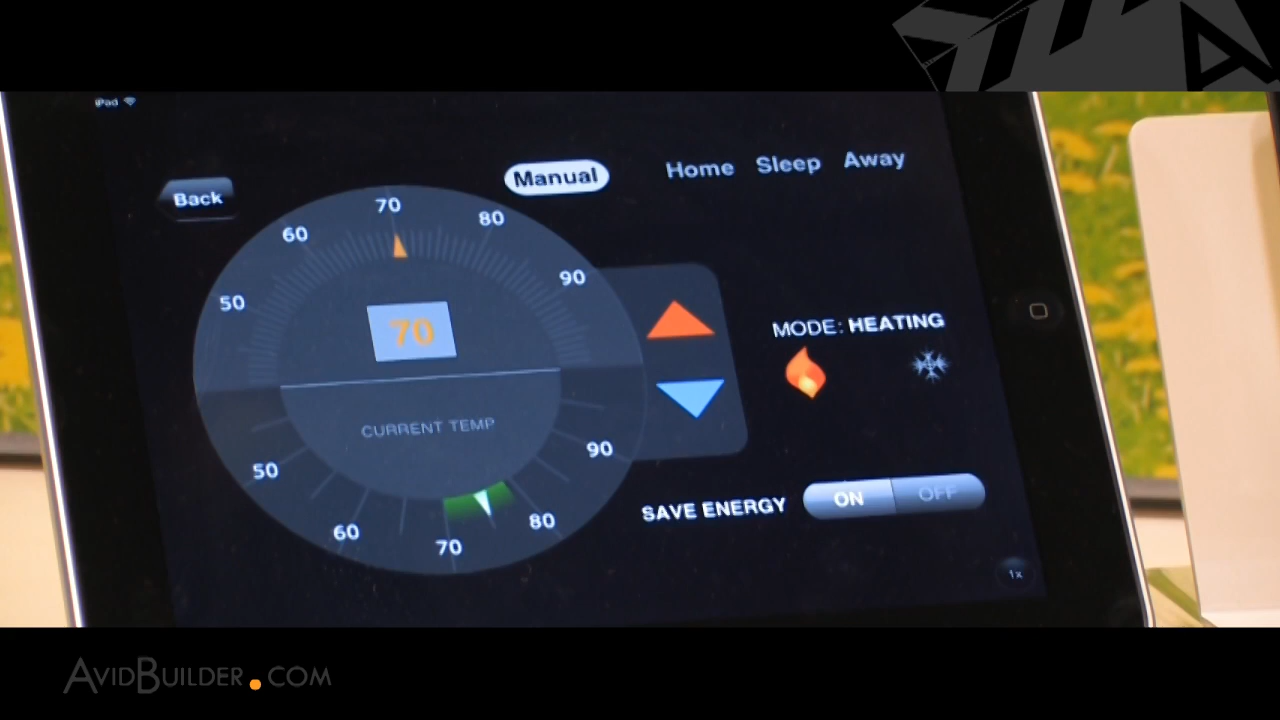 iPad
Manual Home Sleep Away
Back
70
60 80
50 90
70
CURRENT TEMP
MODE: HEATING
50 90
60 80
70
SAVE ENERGY ON OFF
1x
AVIDBUILDER.COM